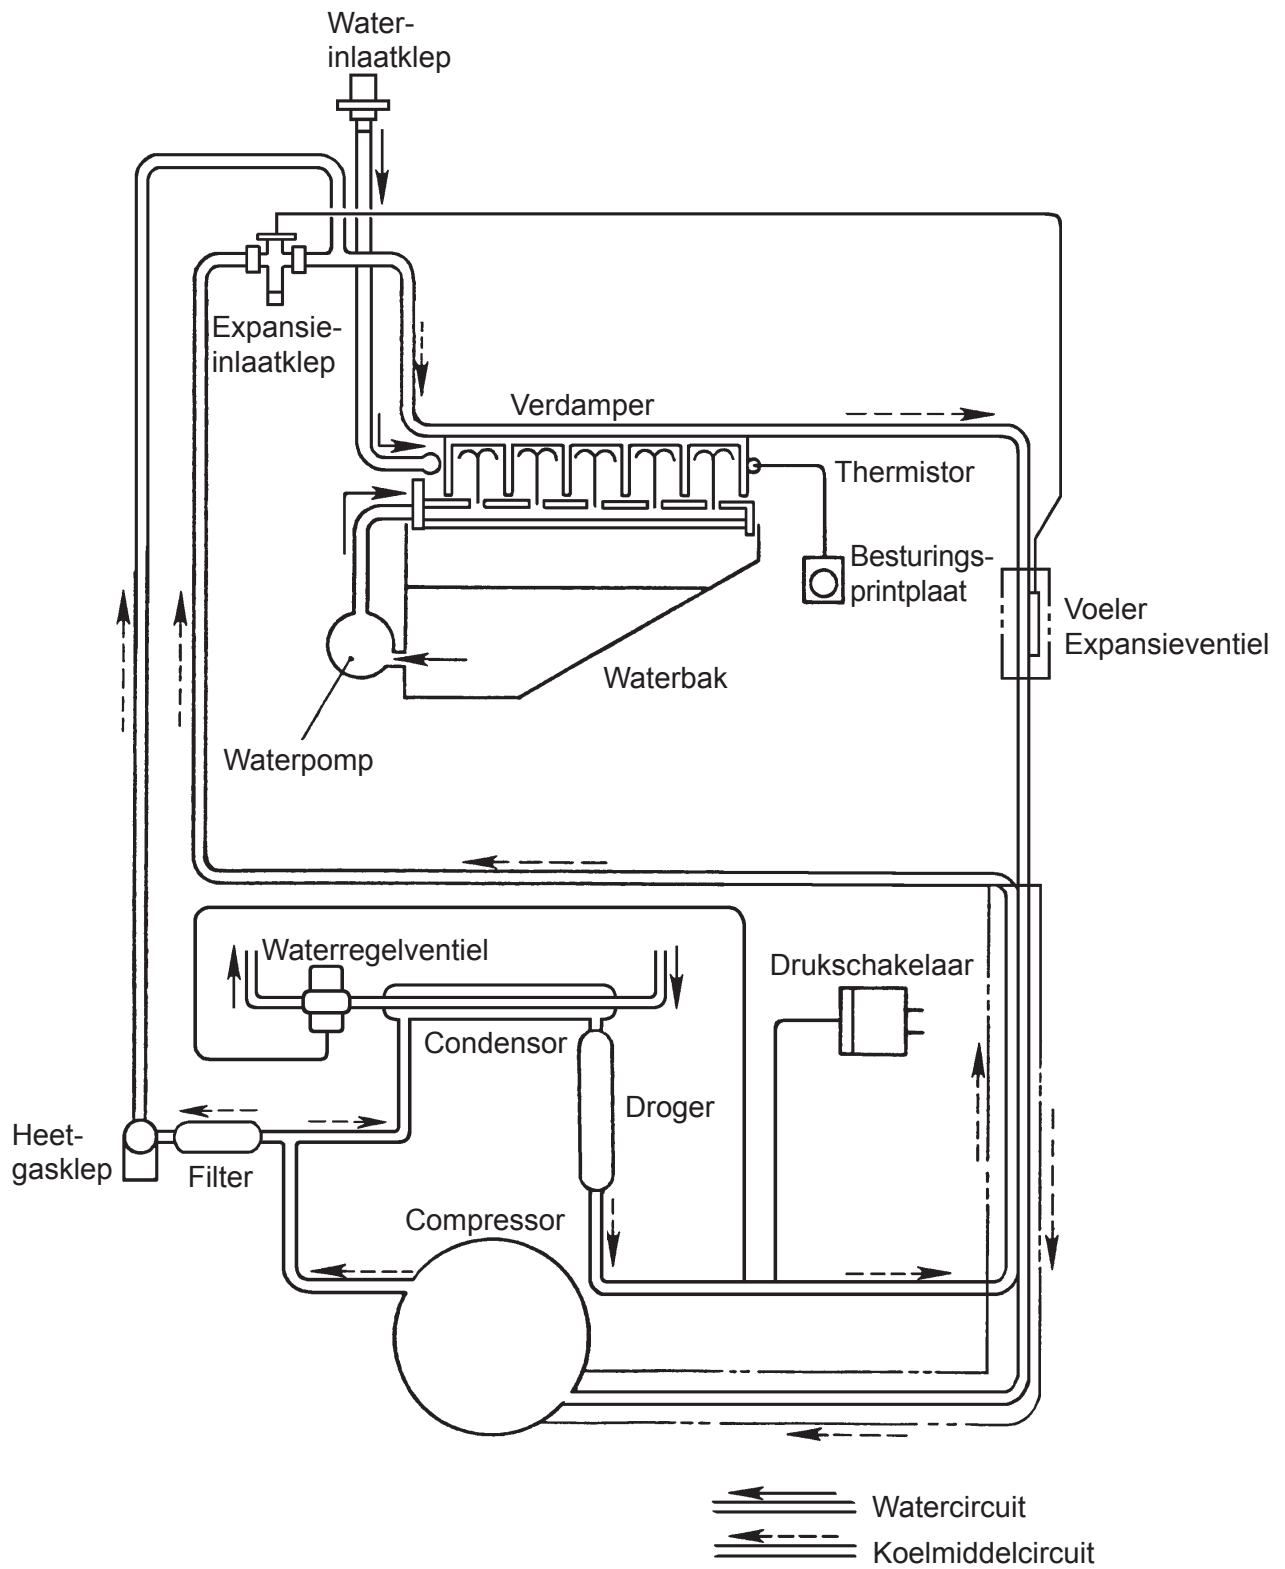 Water-
inlaatklep
Expansie-
inlaatklep
Verdamper
Thermistor
Besturings-
printplaat
Voeler
Expansieventiel
Waterbak
Waterpomp
Waterregelventiel
Drukschakelaar
Condensor
Droger
Heet-
gasklep
Filter
Compressor
Watercircuit
Koelmiddelcircuit